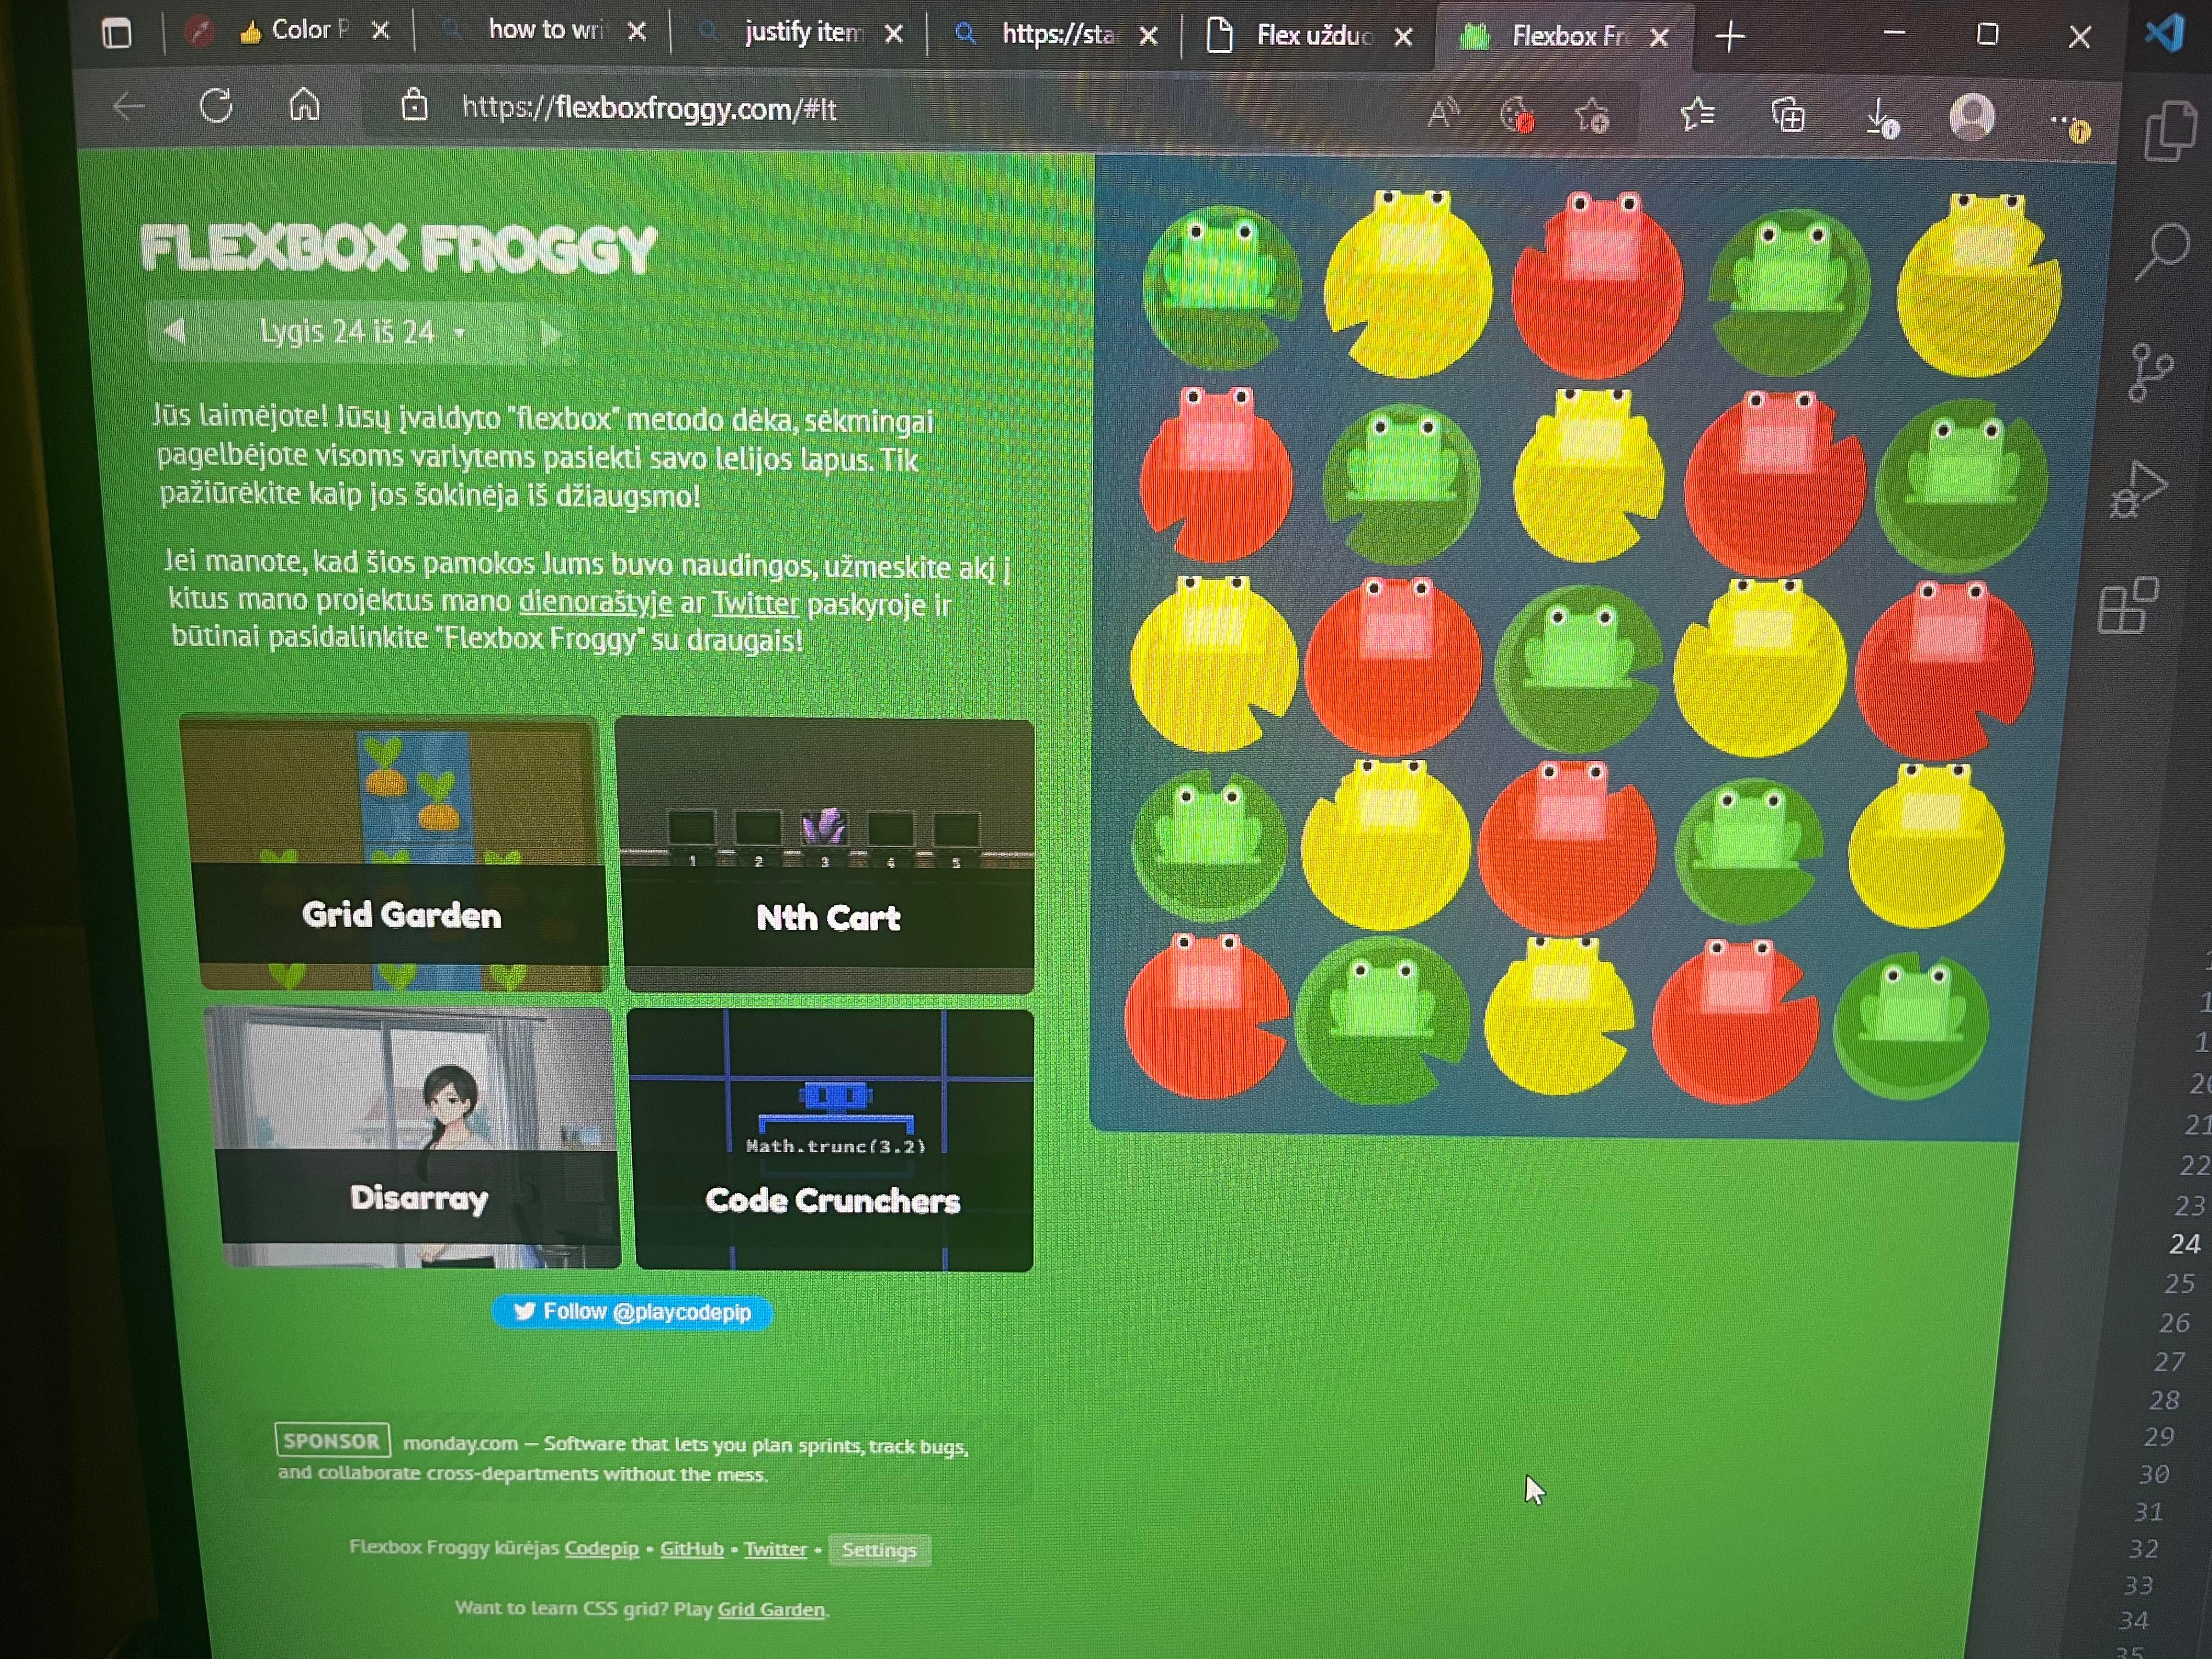 👍 Color P
how to wri
justify item
https://sta
Flex užduo
Flexbox Fr
https://flexboxfroggy.com/#lt
FLEXBOX FROGGY
Lygis 24 iš 24
Jūs laimėjote! Jūsų įvaldyto "flexbox" metodo dėka, sėkmingai
pagelbėjote visoms varlytems pasiekti savo lelijos lapus. Tik
pažiūrėkite kaip jos šokinėja iš džiaugsmo!
Jei manote, kad šios pamokos Jums buvo naudingos, užmeskite akį į
kitus mano projektus mano dienoraštyje ar Twitter paskyroje ir
būtinai pasidalinkite "Flexbox Froggy" su draugais!
Grid Garden
1 2 3 4 5
Nth Cart
Disarray
Math.trunc(3.2)
Code Crunchers
Follow @playcodepip
SPONSOR monday.com — Software that lets you plan sprints, track bugs,
and collaborate cross-departments without the mess.
Flexbox Froggy kūrėjas Codepip • GitHub • Twitter • Settings
Want to learn CSS grid? Play Grid Garden.
20
21
22
23
24
25
26
27
28
29
30
31
32
33
34
35